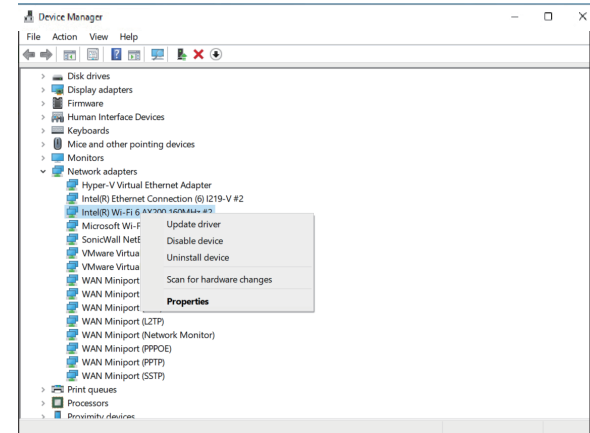 Device Manager
File Action View Help
Disk drives
Display adapters
Firmware
Human Interface Devices
Keyboards
Mice and other pointing devices
Monitors
Network adapters
Hyper-V Virtual Ethernet Adapter
Intel(R) Ethernet Connection (6) I219-V #2
Intel(R) Wi-Fi 6 AX200 160MHz #2
Microsoft Wi-F
Update driver
SonicWall NetE
Disable device
VMware Virtua
Uninstall device
VMware Virtua
WAN Miniport
Scan for hardware changes
WAN Miniport
WAN Miniport
Properties
WAN Miniport (L2TP)
WAN Miniport (Network Monitor)
WAN Miniport (PPPOE)
WAN Miniport (PPTP)
WAN Miniport (SSTP)
Print queues
Processors
Proximity devices